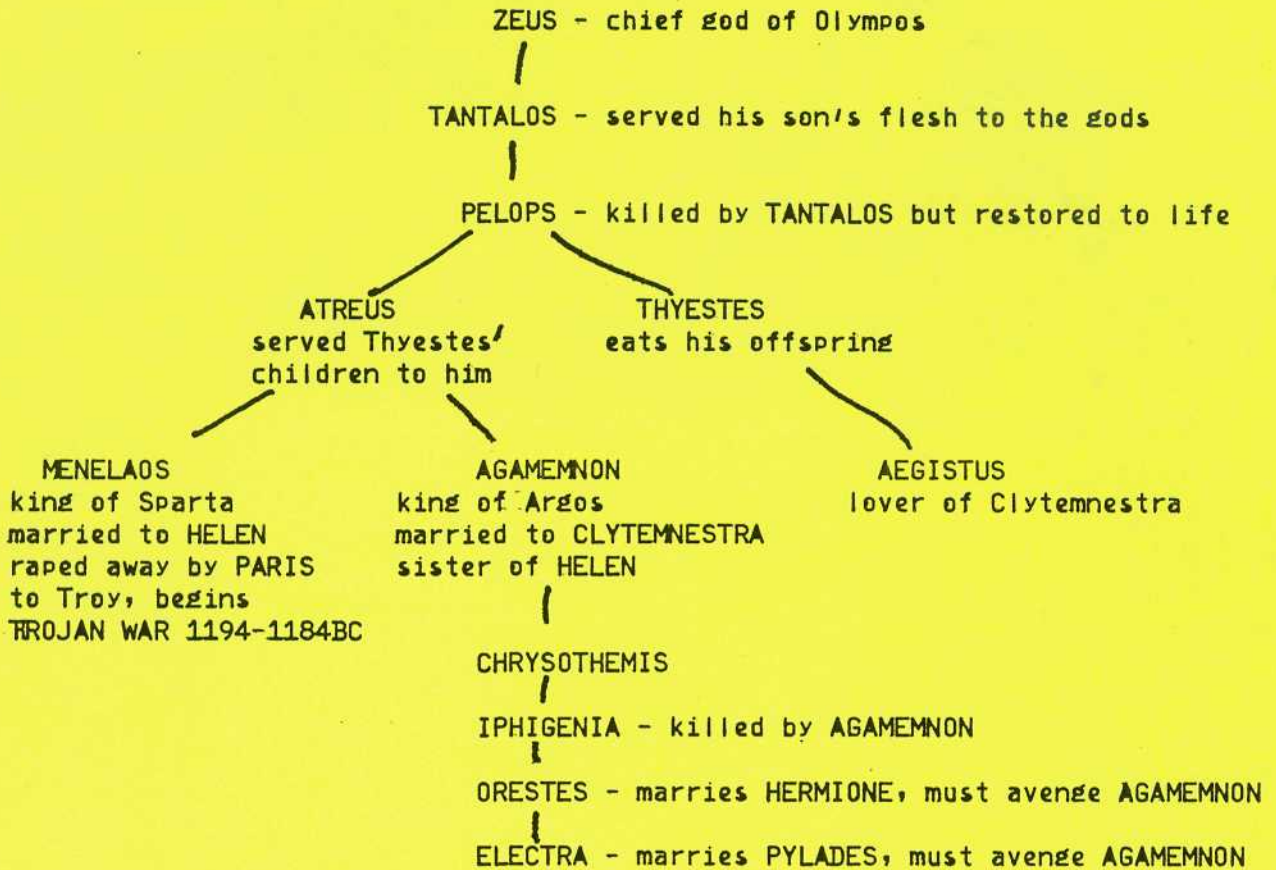 ZEUS - chief god of Olympos
TANTALOS - served his son's flesh to the gods
PELOPS - killed by TANTALOS but restored to life
ATREUS
served Thyestes'
children to him
THYESTES
eats his offspring
MENELAOS
king of Sparta
married to HELEN
raped away by PARIS
to Troy, begins
TROJAN WAR 1194-1184BC
AGAMEMNON
king of Argos
married to CLYTEMNESTRA
sister of HELEN
AEGISTUS
lover of Clytemnestra
CHRYSOTHEMIS
IPHIGENIA - killed by AGAMEMNON
ORESTES - marries HERMIONE, must avenge AGAMEMNON
ELECTRA - marries PYLADES, must avenge AGAMEMNON